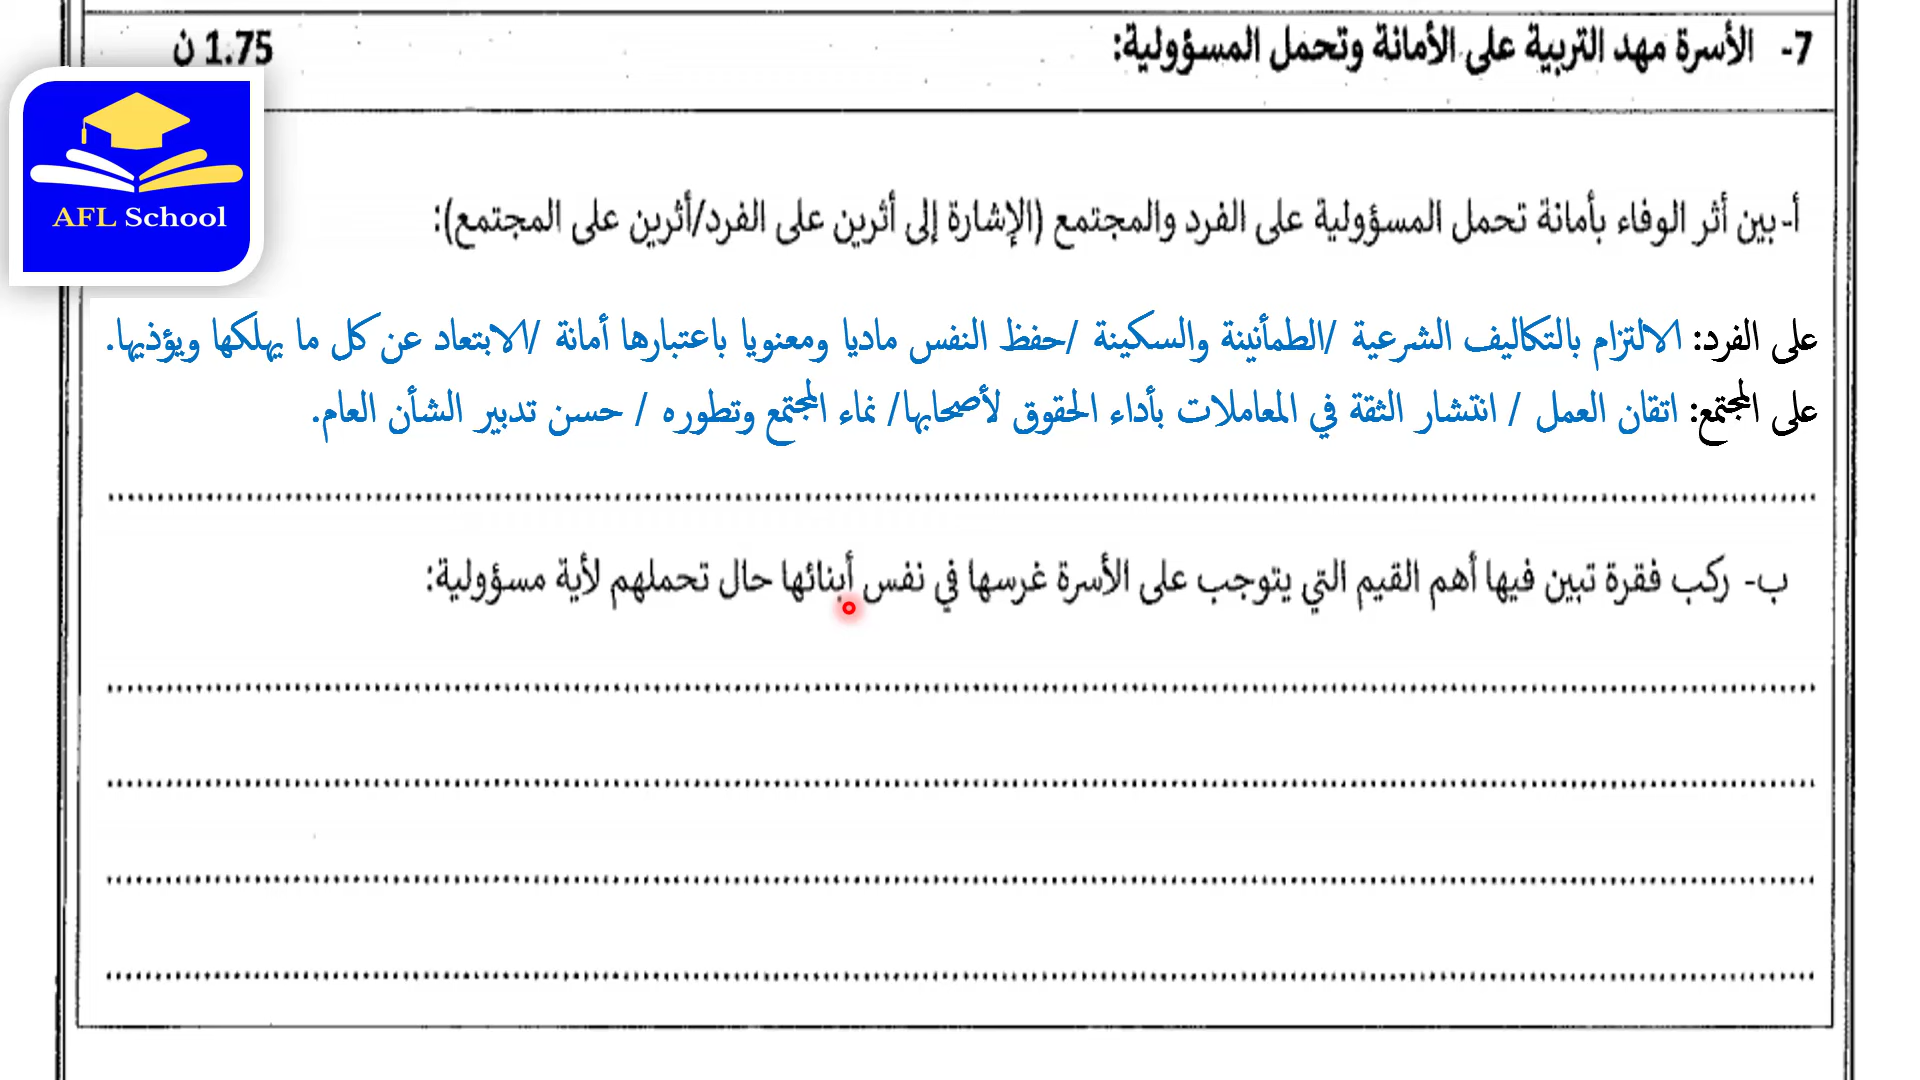 7- الأسرة مهد التربية على الأمانة وتحمل المسؤولية: 1.75 ن
AFL School
أ- بين أثر الوفاء بأمانة تحمل المسؤولية على الفرد والمجتمع (الإشارة إلى أثرين على الفرد/أثرين على المجتمع):
على الفرد: الالتزام بالتكاليف الشرعية /الطمأنينة والسكينة /حفظ النفس ماديا ومعنويا باعتبارها أمانة /الابتعاد عن كل ما يهلكها ويؤذيها.
على المجتمع: اتقان العمل / انتشار الثقة في المعاملات بأداء الحقوق لأصحابها/ نماء المجتمع وتطوره / حسن تدبير الشأن العام.
ب- ركب فقرة تبين فيها أهم القيم التي يتوجب على الأسرة غرسها في نفس أبنائها حال تحملهم لأية مسؤولية: